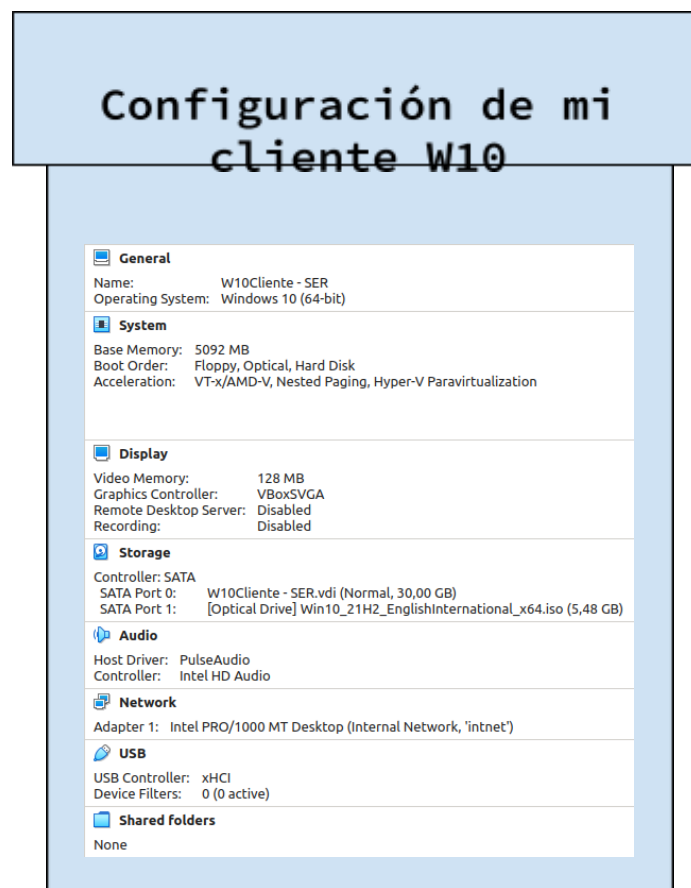 Configuración de mi
cliente W10
General
Name: W10Cliente - SER
Operating System: Windows 10 (64-bit)
System
Base Memory: 5092 MB
Boot Order: Floppy, Optical, Hard Disk
Acceleration: VT-x/AMD-V, Nested Paging, Hyper-V Paravirtualization
Display
Video Memory: 128 MB
Graphics Controller: VBoxSVGA
Remote Desktop Server: Disabled
Recording: Disabled
Storage
Controller: SATA
SATA Port 0: W10Cliente - SER.vdi (Normal, 30,00 GB)
SATA Port 1: [Optical Drive] Win10_21H2_EnglishInternational_x64.iso (5,48 GB)
Audio
Host Driver: PulseAudio
Controller: Intel HD Audio
Network
Adapter 1: Intel PRO/1000 MT Desktop (Internal Network, 'intnet')
USB
USB Controller: xHCI
Device Filters: 0 (0 active)
Shared folders
None